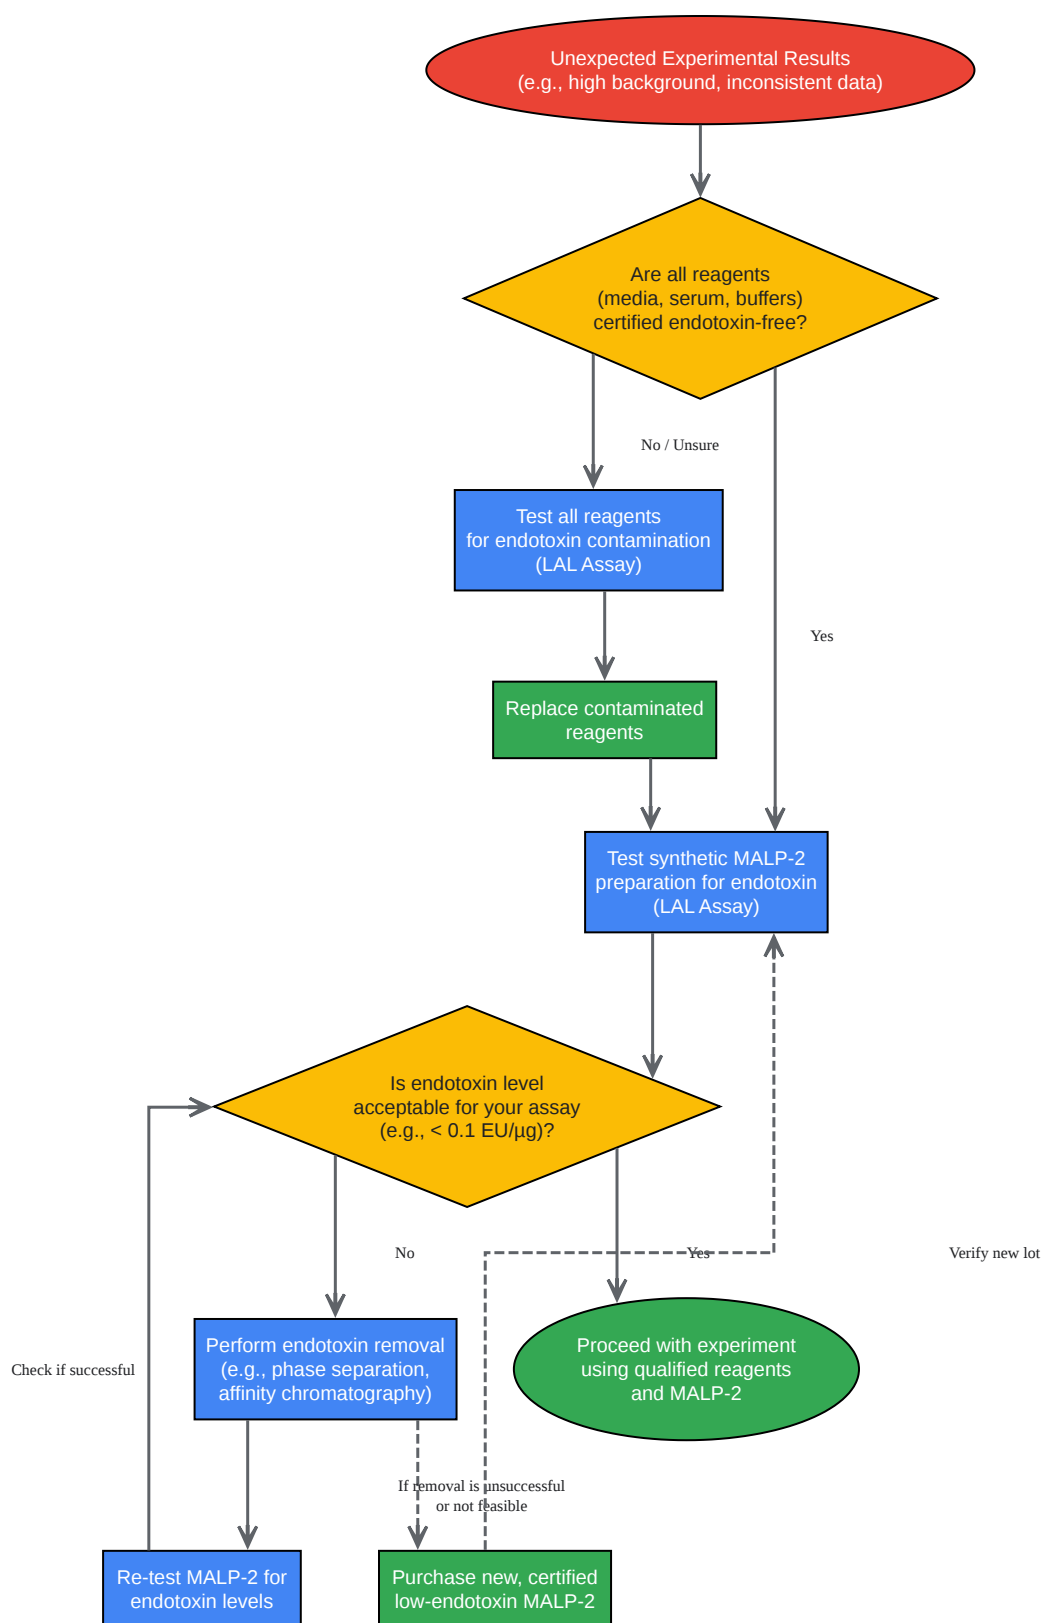 Unexpected Experimental Results
(e.g., high background, inconsistent data)
Are all reagents
(media, serum, buffers)
certified endotoxin-free?
No / Unsure
Test all reagents
for endotoxin contamination
(LAL Assay)
Yes
Replace contaminated
reagents
Test synthetic MALP-2
preparation for endotoxin
(LAL Assay)
Is endotoxin level
acceptable for your assay
(e.g., < 0.1 EU/µg)?
No
Yes
Verify new lot
Perform endotoxin removal
(e.g., phase separation,
affinity chromatography)
Proceed with experiment
using qualified reagents
and MALP-2
Check if successful
If removal is unsuccessful
or not feasible
Re-test MALP-2 for
endotoxin levels
Purchase new, certified
low-endotoxin MALP-2